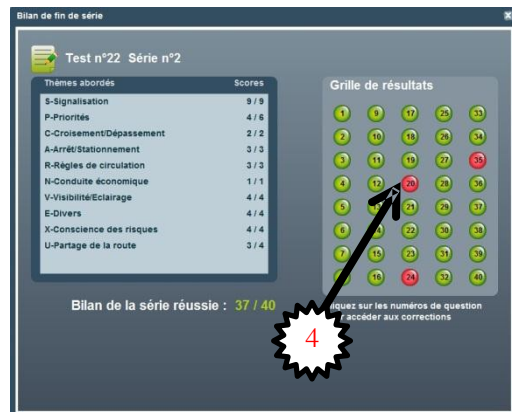 Bilan de fin de série
Test n°22 Série n°2
Thèmes abordés Scores
S-Signalisation 9 / 9
P-Priorités 4 / 6
C-Croisement/Dépassement 2 / 2
A-Arrêt/Stationnement 3 / 3
R-Règles de circulation 3 / 3
N-Conduite économique 1 / 1
V-Visibilité/Eclairage 4 / 4
E-Divers 4 / 4
X-Conscience des risques 4 / 4
U-Partage de la route 3 / 4
Bilan de la série réussie : 37 / 40
Grille de résultats
1 9 17 25 33
2 10 18 26 34
3 11 19 27 35
4 12 20 28 36
5 13 21 29 37
6 22 30 38
7 15 23 31 39
16 24 32 40
quez sur les numéros de question
accéder aux corrections
4